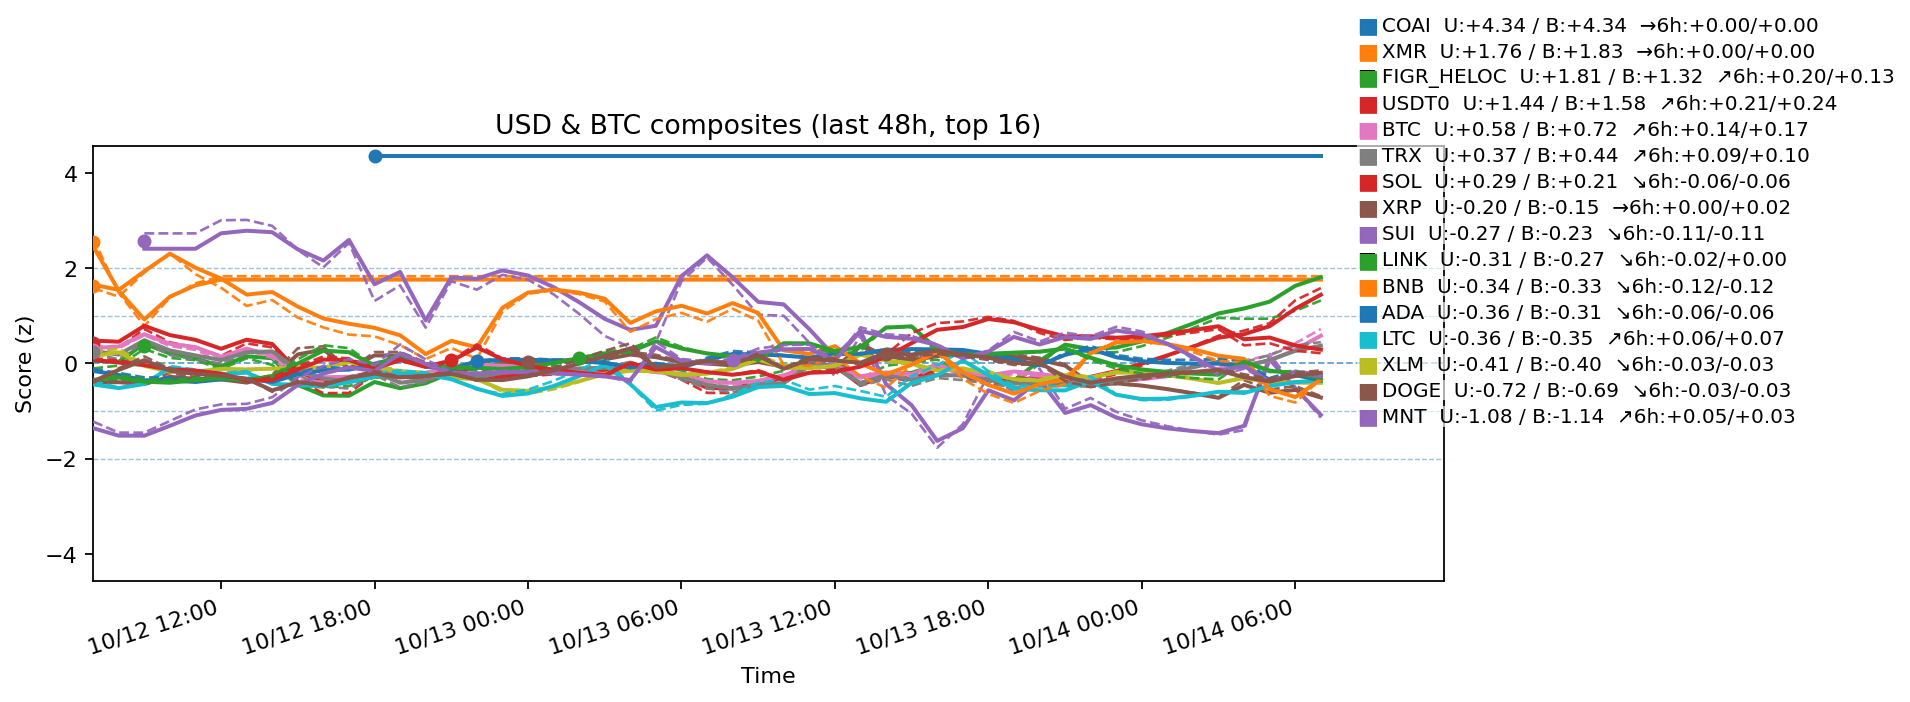 COAI  U:+4.34 / B:+4.34  →6h:+0.00/+0.00
XMR  U:+1.76 / B:+1.83  →6h:+0.00/+0.00
FIGR_HELOC  U:+1.81 / B:+1.32  ↗6h:+0.20/+0.13
USDT0  U:+1.44 / B:+1.58  ↗6h:+0.21/+0.24
BTC  U:+0.58 / B:+0.72  ↗6h:+0.14/+0.17
TRX  U:+0.37 / B:+0.44  ↗6h:+0.09/+0.10
SOL  U:+0.29 / B:+0.21  ↘6h:-0.06/-0.06
XRP  U:-0.20 / B:-0.15  →6h:+0.00/+0.02
SUI  U:-0.27 / B:-0.23  ↘6h:-0.11/-0.11
LINK  U:-0.31 / B:-0.27  ↘6h:-0.02/+0.00
BNB  U:-0.34 / B:-0.33  ↘6h:-0.12/-0.12
ADA  U:-0.36 / B:-0.31  ↘6h:-0.06/-0.06
LTC  U:-0.36 / B:-0.35  ↗6h:+0.06/+0.07
XLM  U:-0.41 / B:-0.40  ↘6h:-0.03/-0.03
DOGE  U:-0.72 / B:-0.69  ↘6h:-0.03/-0.03
MNT  U:-1.08 / B:-1.14  ↗6h:+0.05/+0.03
USD & BTC composites (last 48h, top 16)
Score (z)
4
2
0
−2
−4
10/12 12:00
10/12 18:00
10/13 00:00
10/13 06:00
10/13 12:00
10/13 18:00
10/14 00:00
10/14 06:00
Time